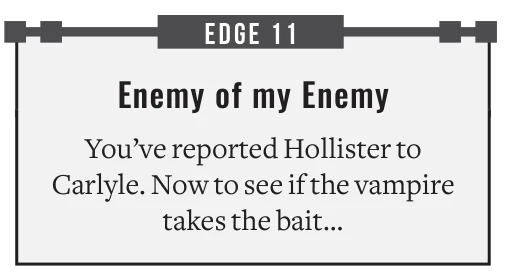 EDGE 11
Enemy of my Enemy
You’ve reported Hollister to
Carlyle. Now to see if the vampire
takes the bait...